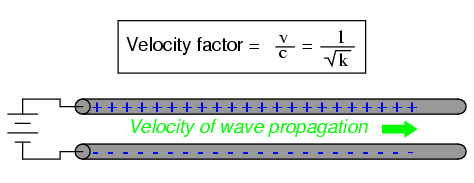 Velocity factor = v/c = 1/√k
+ + + + + + + + + + + + + + + + + + + + + +
Velocity of wave propagation
- - - - - - - - - - - - - - - - - - - - - -